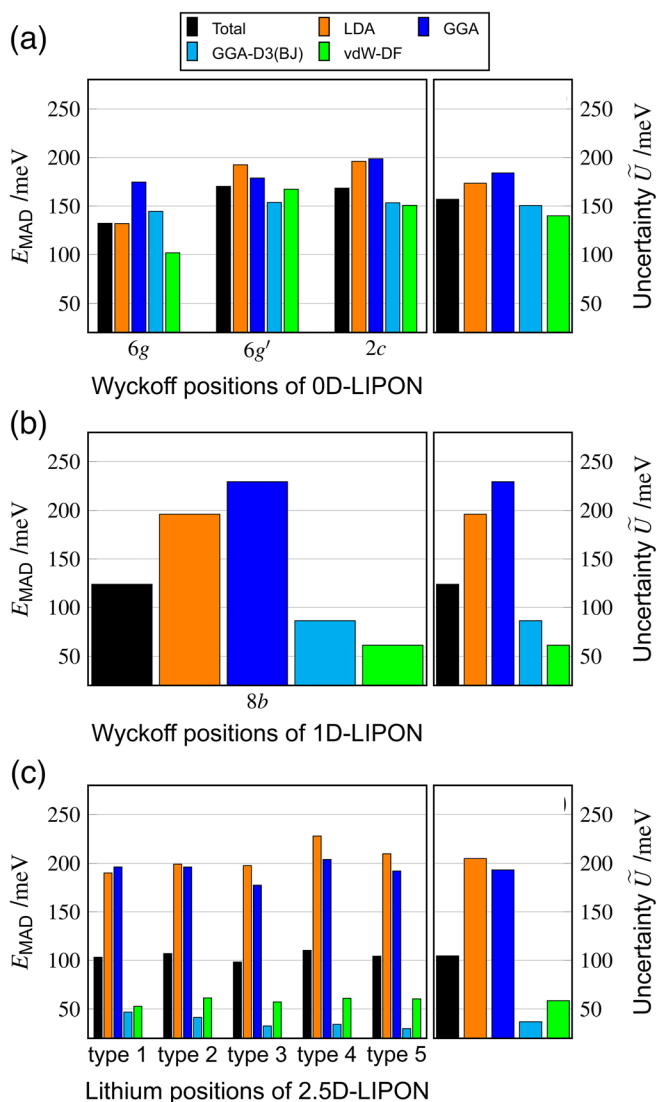 (a)
Total LDA GGA
GGA-D3(BJ) vdW-DF
250
200
150
100
50
E_MAD /meV
6g 6g′ 2c
Wyckoff positions of 0D-LIPON
250
200
150
100
50
Uncertainty Ũ /meV
(b)
250
200
150
100
50
E_MAD /meV
8b
Wyckoff positions of 1D-LIPON
250
200
150
100
50
Uncertainty Ũ /meV
(c)
250
200
150
100
50
E_MAD /meV
type 1 type 2 type 3 type 4 type 5
Lithium positions of 2.5D-LIPON
)
250
200
150
100
50
Uncertainty Ũ /meV